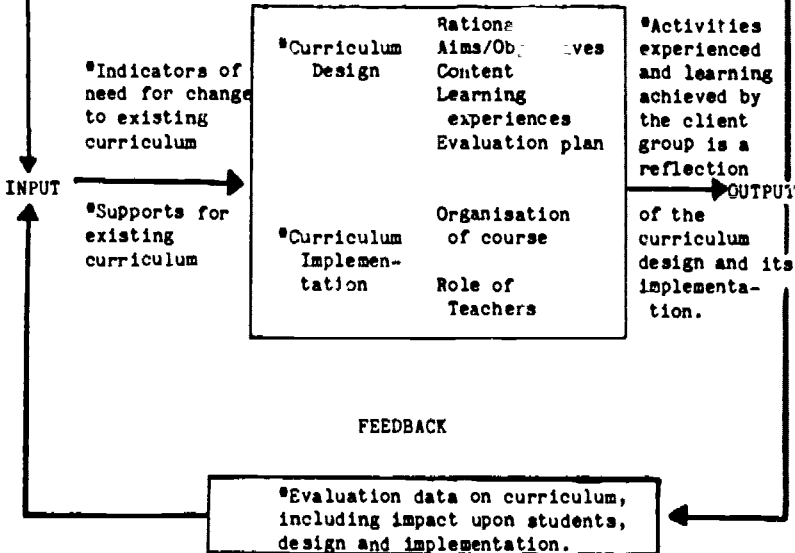 *Indicators of
need for change
to existing
curriculum
INPUT
*Supports for
existing
curriculum
*Curriculum
Design
Aims/
Content
Learning
experiences
Evaluation plan
*Curriculum
Implemen-
tation
Organisation
of course
Role of
Teachers
*Activities
experienced
and learning
achieved by
the client
group is a
reflection
OUTPUT
of the
curriculum
design and its
implementa-
tion.
FEEDBACK
*Evaluation data on curriculum,
including impact upon students,
design and implementation.